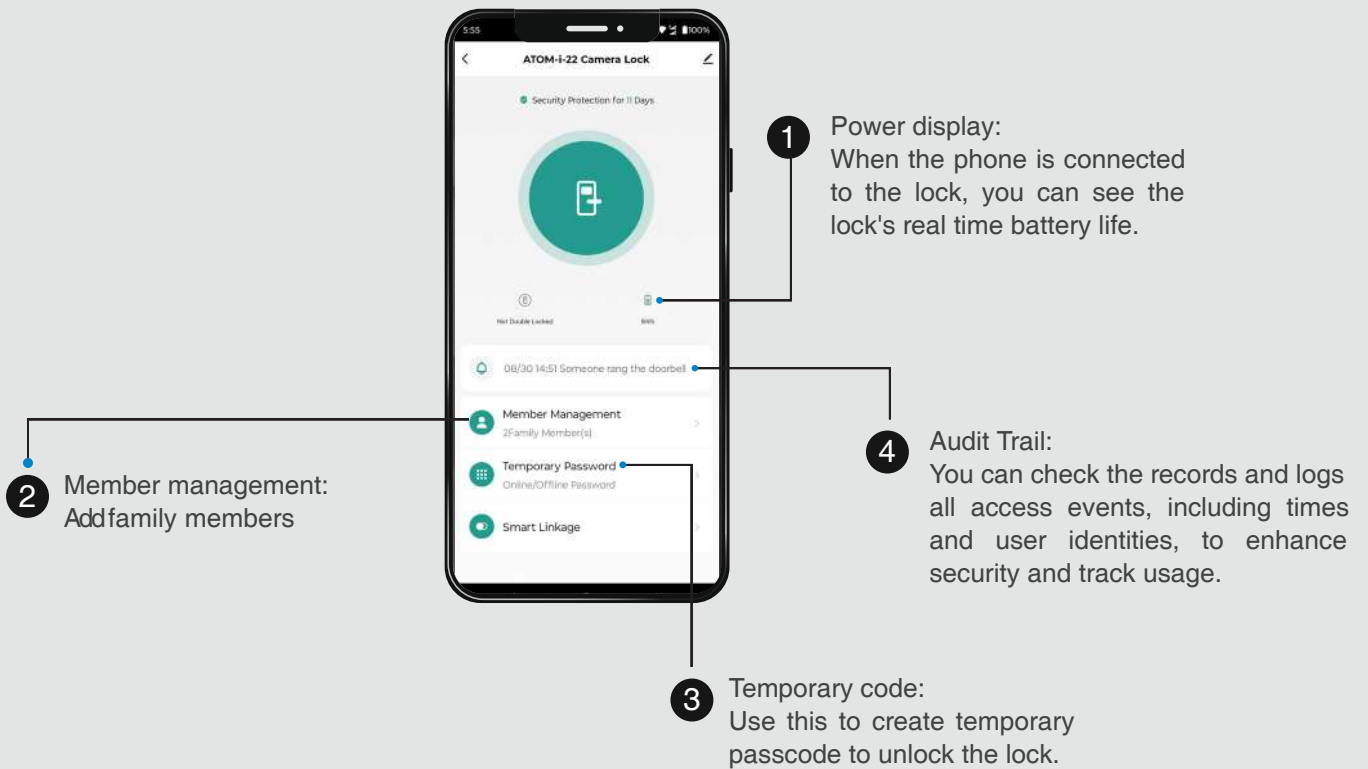 5:55
100%
ATOM-i-22 Camera Lock
Security Protection for 11 Days
Not Double Locked
08/30 14:51 Someone rang the doorbell
Member Management
2Family Member(s)
Temporary Password
Online/Offline Password
Smart Linkage
1
Power display:
When the phone is connected
to the lock, you can see the
lock's real time battery life.
2
Member management:
Addfamily members
4
Audit Trail:
You can check the records and logs
all access events, including times
and user identities, to enhance
security and track usage.
3
Temporary code:
Use this to create temporary
passcode to unlock the lock.